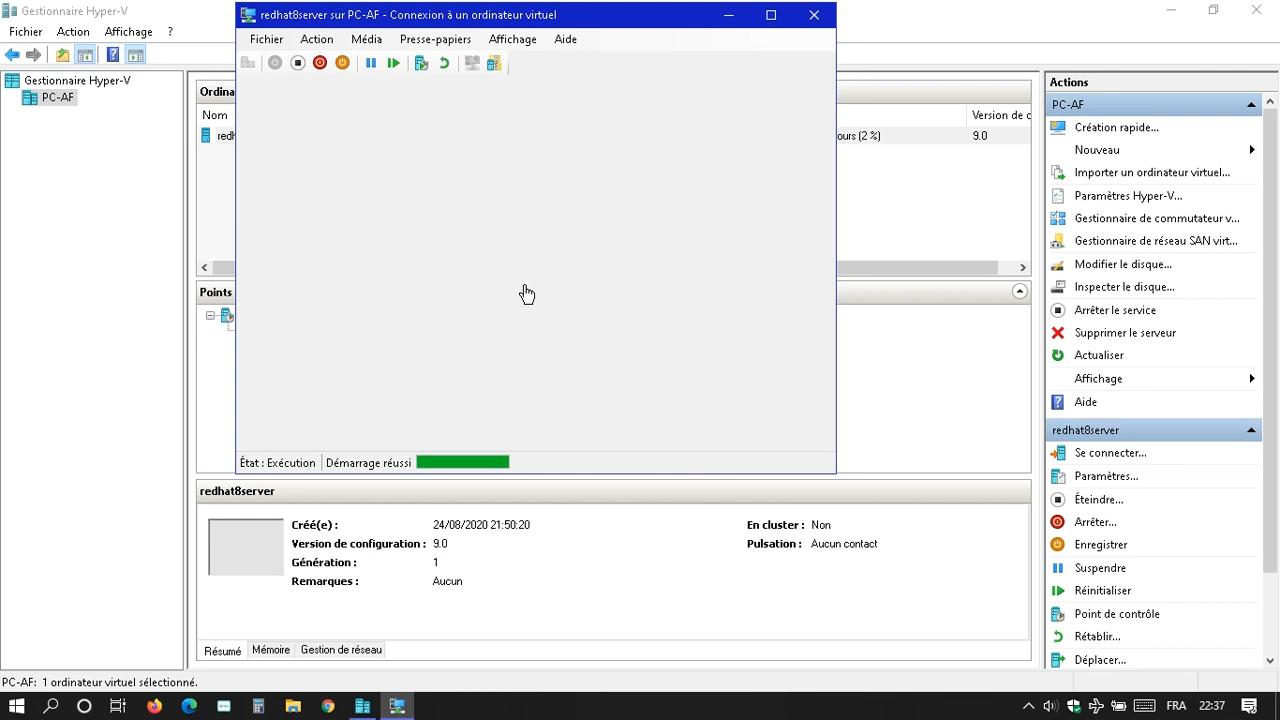 Gestionnaire Hyper-V
Fichier Action Affichage ?
Gestionnaire Hyper-V
PC-AF
redhat8server sur PC-AF - Connexion à un ordinateur virtuel
Fichier Action Média Presse-papiers Affichage Aide
État : Exécution Démarrage réussi
Ordina
Nom Version de c
redh ours (2 %) 9.0
Points
redhat8server
Créé(e) : 24/08/2020 21:50:20 En cluster : Non
Version de configuration : 9.0 Pulsation : Aucun contact
Génération : 1
Remarques : Aucun
Résumé Mémoire Gestion de réseau
Actions
PC-AF
Création rapide...
Nouveau
Importer un ordinateur virtuel...
Paramètres Hyper-V...
Gestionnaire de commutateur v...
Gestionnaire de réseau SAN virt...
Modifier le disque...
Inspecter le disque...
Arrêter le service
Supprimer le serveur
Actualiser
Affichage
Aide
redhat8server
Se connecter...
Paramètres...
Éteindre...
Arrêter...
Enregistrer
Suspendre
Réinitialiser
Point de contrôle
Rétablir...
Déplacer...
PC-AF: 1 ordinateur virtuel sélectionné.
FRA 22:37